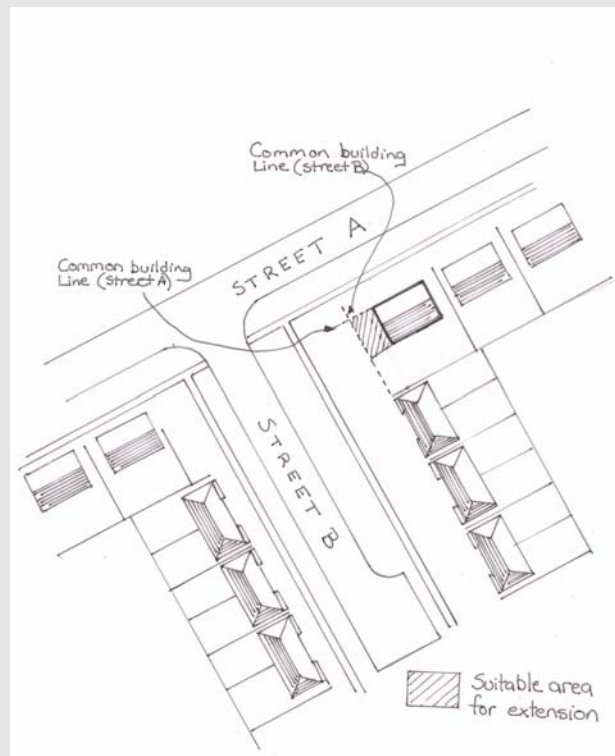 Common building
Line (street B)
STREET A
Common building
Line (Street A)
STREET B
Suitable area
for extension